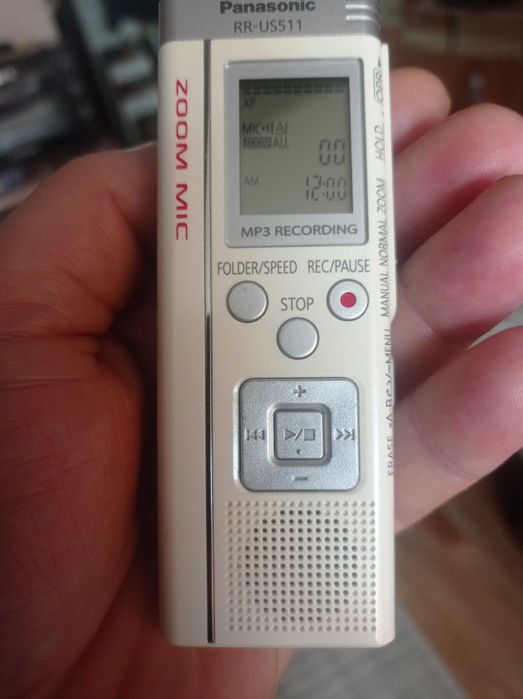 Panasonic
RR-US511
ZOOM MIC
XP
MIC
ZOOM ALL
00
AM 12:00
MP3 RECORDING
FOLDER/SPEED REC/PAUSE
STOP
HOLD
MANUAL NORMAL ZOOM
ERASE -A-B
-MENU